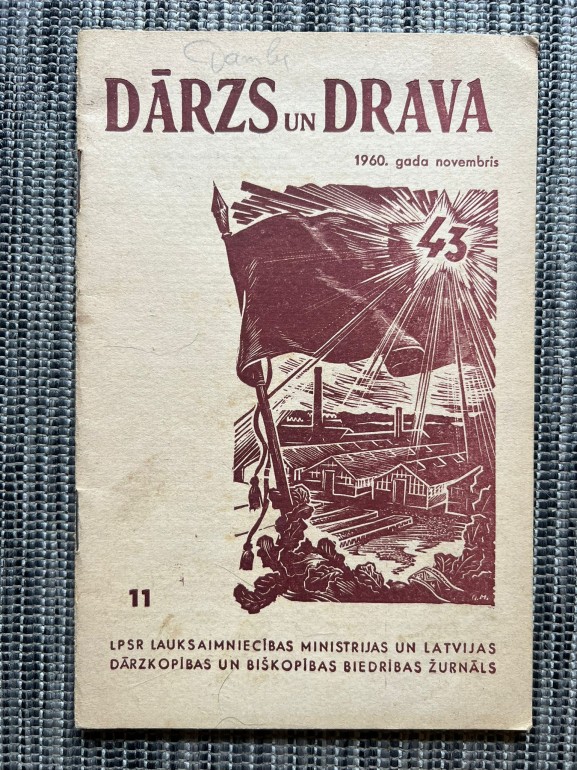 DĀRZS UN DRAVA
1960. gada novembris
43
11
G. M.
LPSR LAUKSAIMNIECĪBAS MINISTRIJAS UN LATVIJAS
DĀRZKOPĪBAS UN BIŠKOPĪBAS BIEDRĪBAS ŽURNĀLS